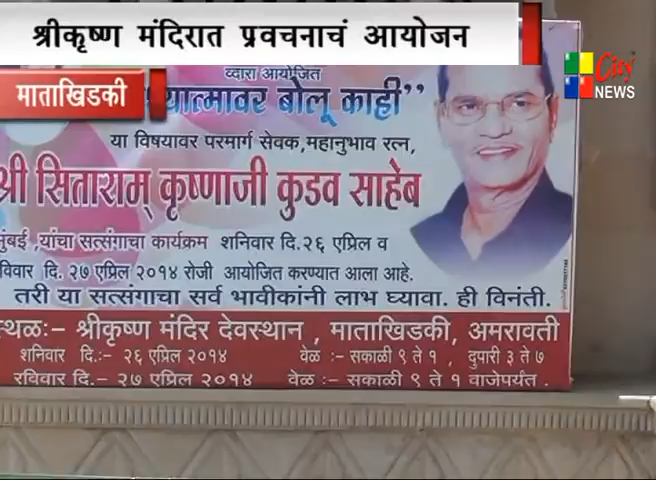 श्रीकृष्ण मंदिरात प्रवचनाचं आयोजन
City
NEWS
माताखिडकी
व्दारा आयोजित
बोलू काही”
या विषयावर परमार्ग सेवक,महानुभाव रत्न,
श्री सिताराम् कृष्णाजी कुडव साहेब
मुंबई ,यांचा सत्संगाचा कार्यक्रम शनिवार दि.२६ एप्रिल व
दि. २७ एप्रिल २०१४ रोजी आयोजित करण्यात आला आहे.
तरी या सत्संगाचा सर्व भावीकांनी लाभ घ्यावा. ही विनंती.
स्थळ:- श्रीकृष्ण मंदिर देवस्थान , माताखिडकी, अमरावती
शनिवार दि.:- २६ एप्रिल २०१४ वेळ :- सकाळी ९ ते १ , दुपारी ३ ते ७
रविवार दि.:- २७ एप्रिल २०१४ वेळ :- सकाळी ९ ते १ वाजेपर्यंत .